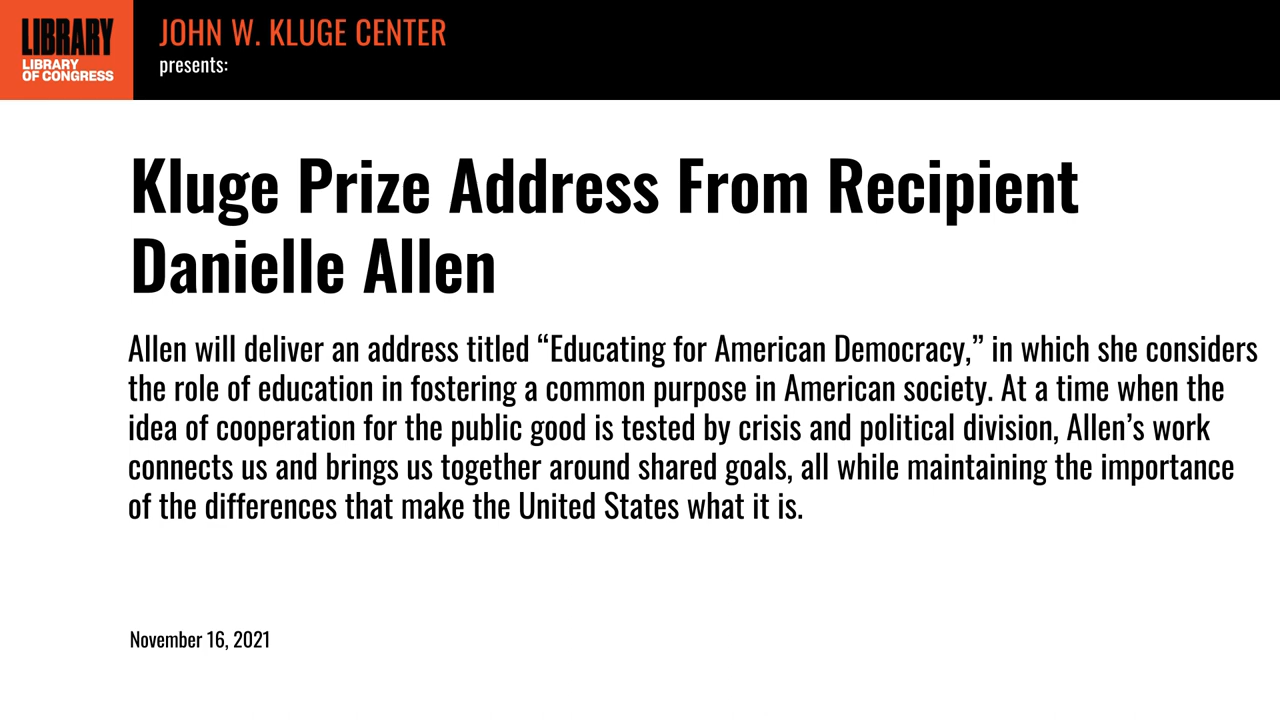 LIBRARY
LIBRARY
OF CONGRESS
JOHN W. KLUGE CENTER
presents:
Kluge Prize Address From Recipient
Danielle Allen
Allen will deliver an address titled “Educating for American Democracy,” in which she considers
the role of education in fostering a common purpose in American society. At a time when the
idea of cooperation for the public good is tested by crisis and political division, Allen’s work
connects us and brings us together around shared goals, all while maintaining the importance
of the differences that make the United States what it is.
November 16, 2021